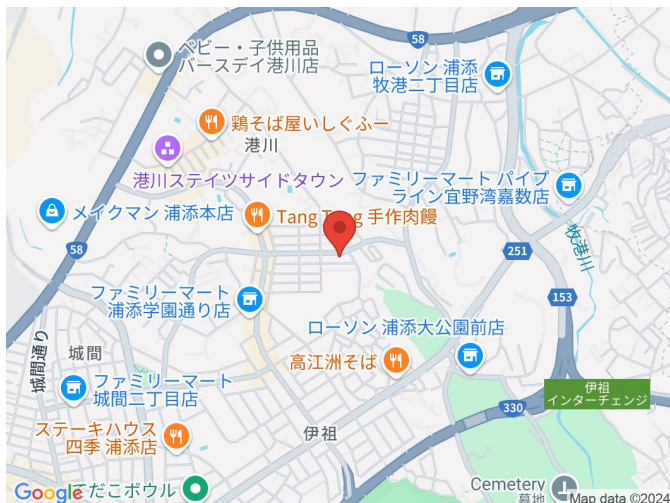 58
ベビー・子供用品
バースデイ港川店
ローソン 浦添
牧港二丁目店
鶏そば屋いしぐふー
港川
港川ステイツサイドタウン
ファミリーマート パイプ
ライン宜野湾嘉数店
メイクマン 浦添本店
Tang Tang 手作肉饅
58
251
牧港川
153
ファミリーマート
浦添学園通り店
城間
城間通り
ローソン 浦添大公園前店
高江洲そば
ファミリーマート
城間二丁目店
伊祖
インターチェンジ
330
ステーキハウス
四季 浦添店
伊祖
てだこボウル
Cemetery
墓地
Google
Map data ©2024